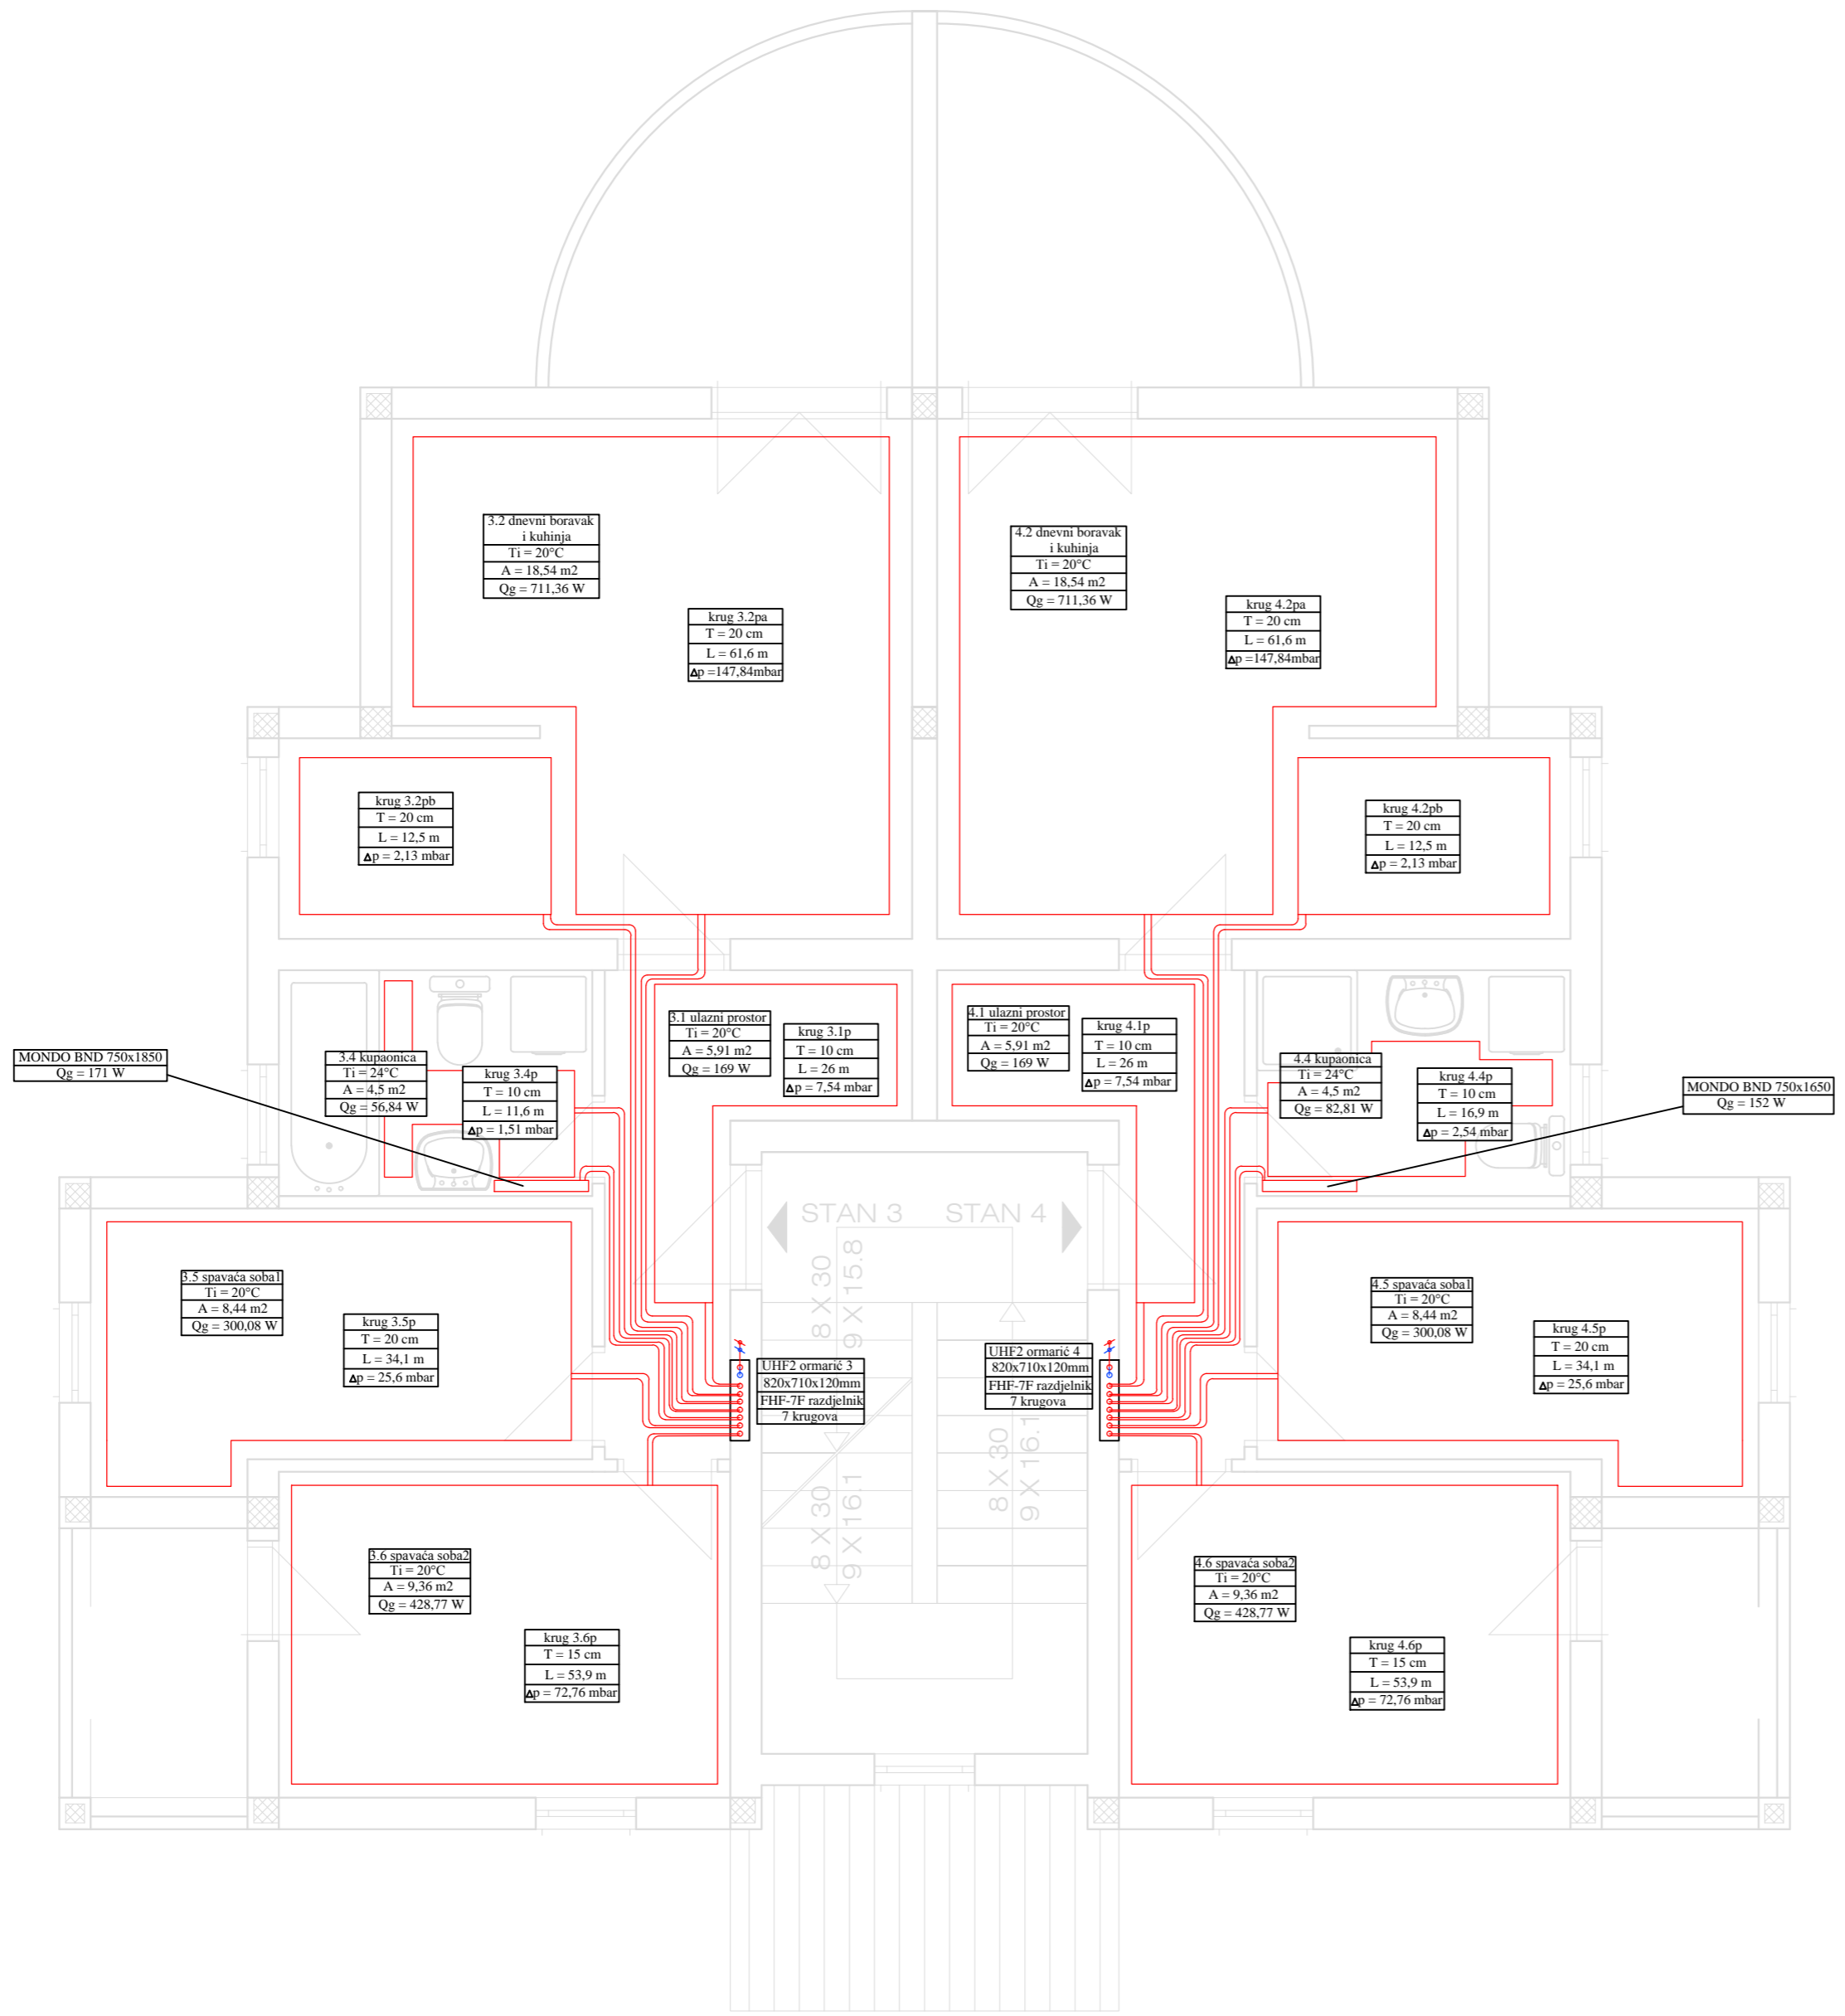 3.2 dnevni boravak
i kuhinja
Ti = 20°C
A = 18,54 m2
Qg = 711,36 W
4.2 dnevni boravak
i kuhinja
Ti = 20°C
A = 18,54 m2
Qg = 711,36 W
krug 3.2pa
T = 20 cm
L = 61,6 m
Δp =147,84mbar
krug 4.2pa
T = 20 cm
L = 61,6 m
Δp =147,84mbar
krug 3.2pb
T = 20 cm
L = 12,5 m
Δp = 2,13 mbar
krug 4.2pb
T = 20 cm
L = 12,5 m
Δp = 2,13 mbar
MONDO BND 750x1850
Qg = 171 W
3.4 kupaonica
Ti = 24°C
A = 4,5 m2
Qg = 56,84 W
krug 3.4p
T = 10 cm
L = 11,6 m
Δp = 1,51 mbar
3.1 ulazni prostor
Ti = 20°C
A = 5,91 m2
Qg = 169 W
krug 3.1p
T = 10 cm
L = 26 m
Δp = 7,54 mbar
4.1 ulazni prostor
Ti = 20°C
A = 5,91 m2
Qg = 169 W
krug 4.1p
T = 10 cm
L = 26 m
Δp = 7,54 mbar
4.4 kupaonica
Ti = 24°C
A = 4,5 m2
Qg = 82,81 W
krug 4.4p
T = 10 cm
L = 16,9 m
Δp = 2,54 mbar
MONDO BND 750x1650
Qg = 152 W
STAN 3
STAN 4
8 X 30
9 X 15.8
3.5 spavaća soba1
Ti = 20°C
A = 8,44 m2
Qg = 300,08 W
krug 3.5p
T = 20 cm
L = 34,1 m
Δp = 25,6 mbar
UHF2 ormarić 3
820x710x120mm
FHF-7F razdjelnik
7 krugova
UHF2 ormarić 4
820x710x120mm
FHF-7F razdjelnik
7 krugova
4.5 spavaća soba1
Ti = 20°C
A = 8,44 m2
Qg = 300,08 W
krug 4.5p
T = 20 cm
L = 34,1 m
Δp = 25,6 mbar
8 X 30
9 X 16.1
8 X 30
9 X 16.1
3.6 spavaća soba2
Ti = 20°C
A = 9,36 m2
Qg = 428,77 W
krug 3.6p
T = 15 cm
L = 53,9 m
Δp = 72,76 mbar
4.6 spavaća soba2
Ti = 20°C
A = 9,36 m2
Qg = 428,77 W
krug 4.6p
T = 15 cm
L = 53,9 m
Δp = 72,76 mbar